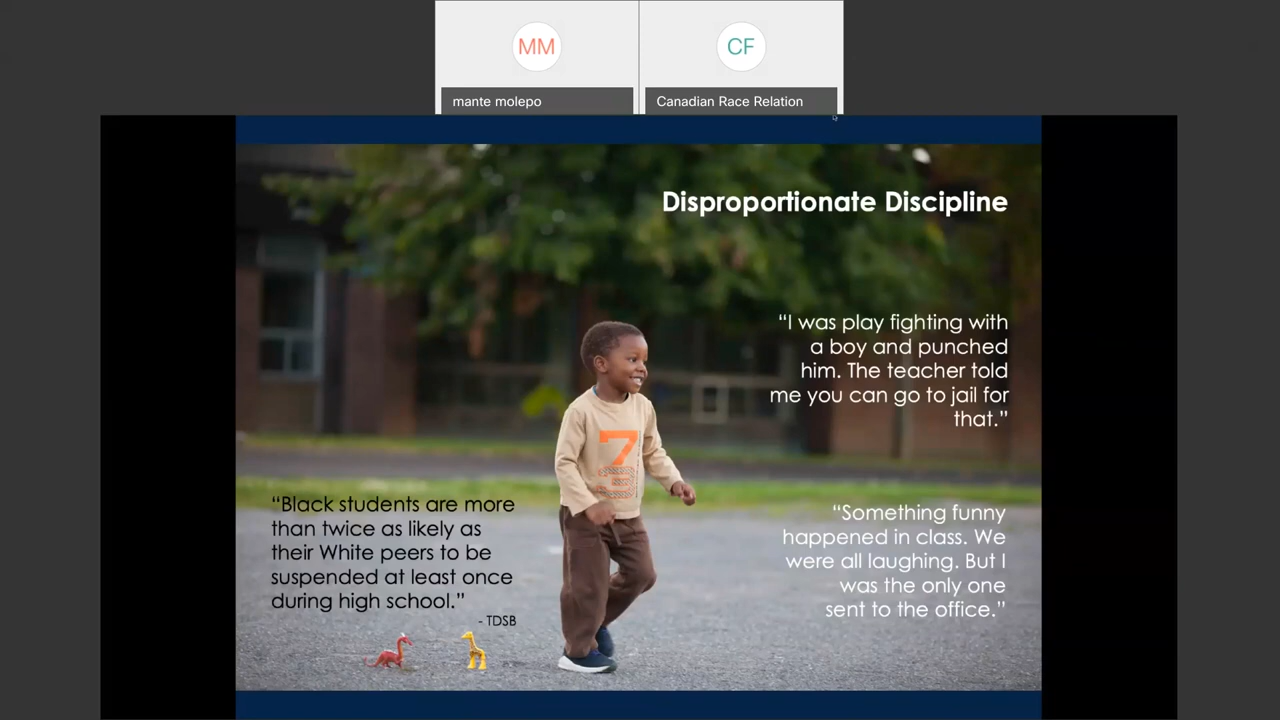 MM
CF
mante molepo
Canadian Race Relation
Disproportionate Discipline
“I was play fighting with
a boy and punched
him. The teacher told
me you can go to jail for
that.”
“Black students are more
than twice as likely as
their White peers to be
suspended at least once
during high school.”
- TDSB
“Something funny
happened in class. We
were all laughing. But I
was the only one
sent to the office.”
7